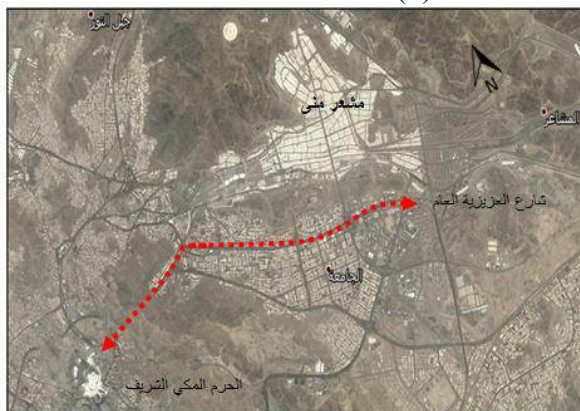 جبل النور
مشعر منى
المشاعر
شارع العزيزية العام
الجامعة
الحرم المكي الشريف
N